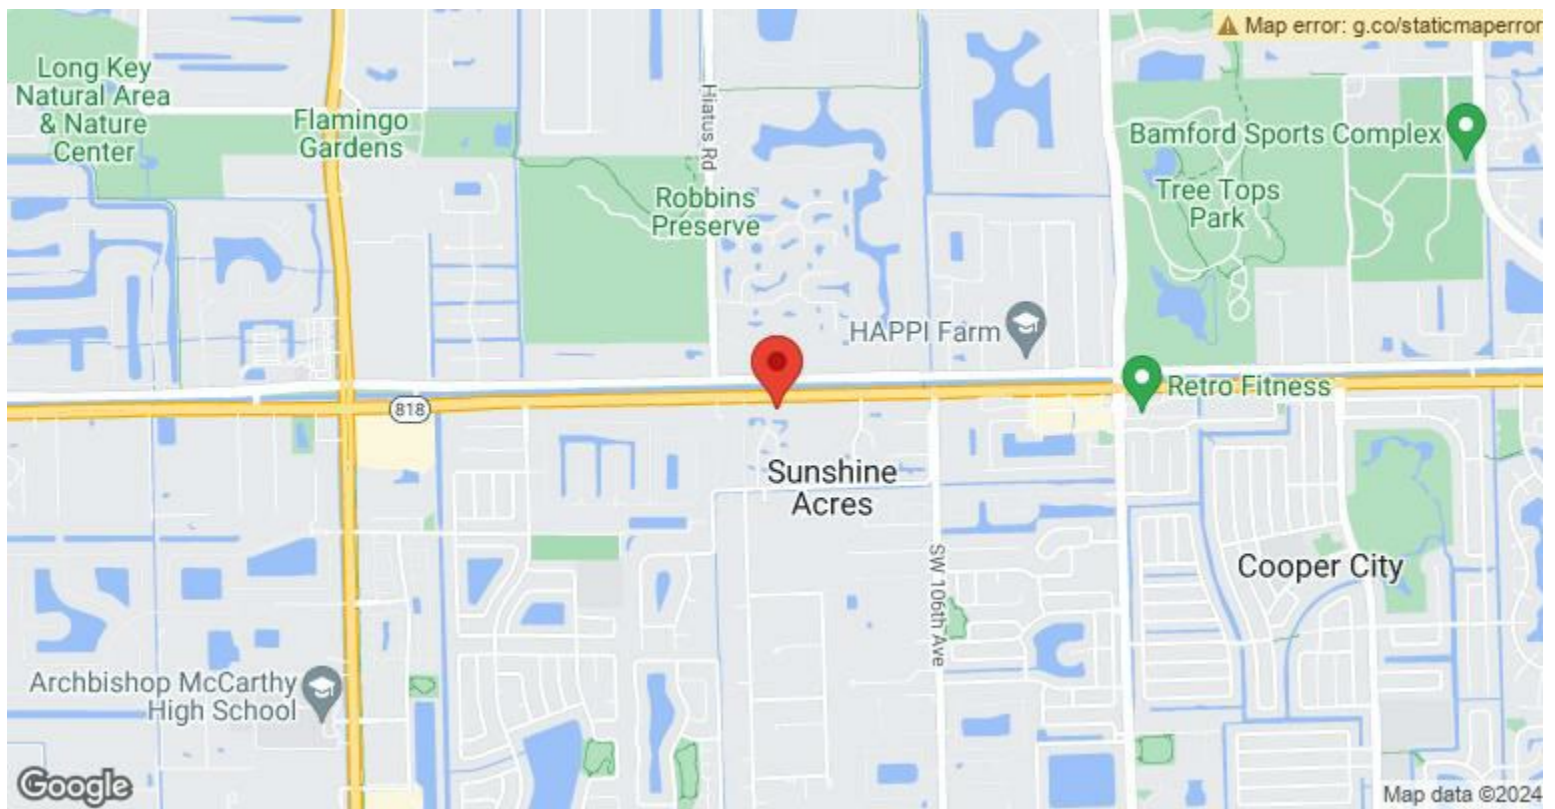 Map error: g.co/staticmaperror
Long Key
Natural Area
& Nature
Center
Flamingo
Gardens
Hiatus Rd
Bamford Sports Complex
Robbins
Preserve
Tree Tops
Park
HAPPI Farm
Retro Fitness
818
Sunshine
Acres
SW 106th Ave
Cooper City
Archbishop McCarthy
High School
Google
Map data ©2024